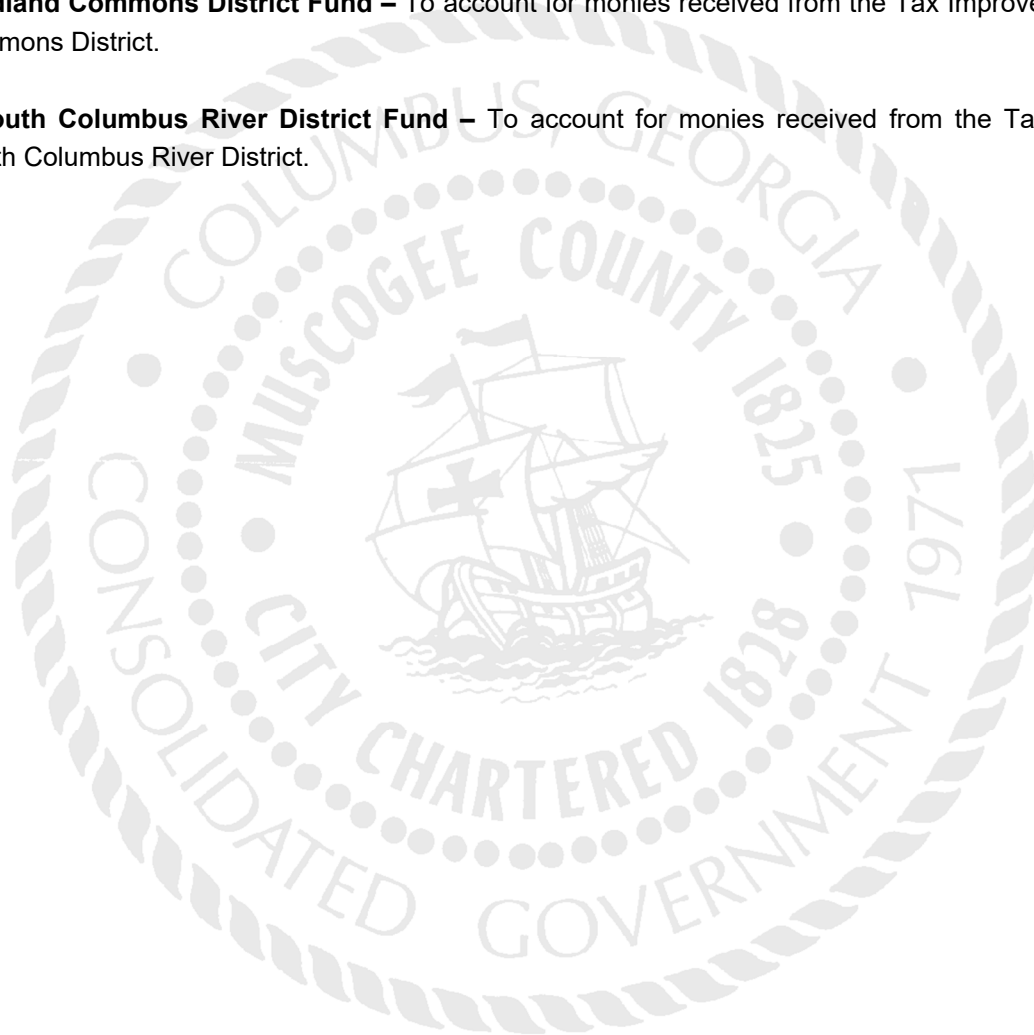 dland Commons District Fund – To account for monies received from the Tax Improve
mons District.
outh Columbus River District Fund – To account for monies received from the Ta
th Columbus River District.
COLUMBUS, GEORGIA
MUSCOGEE COUNTY 1825
CITY CHARTERED 1828
CONSOLIDATED GOVERNMENT 1971